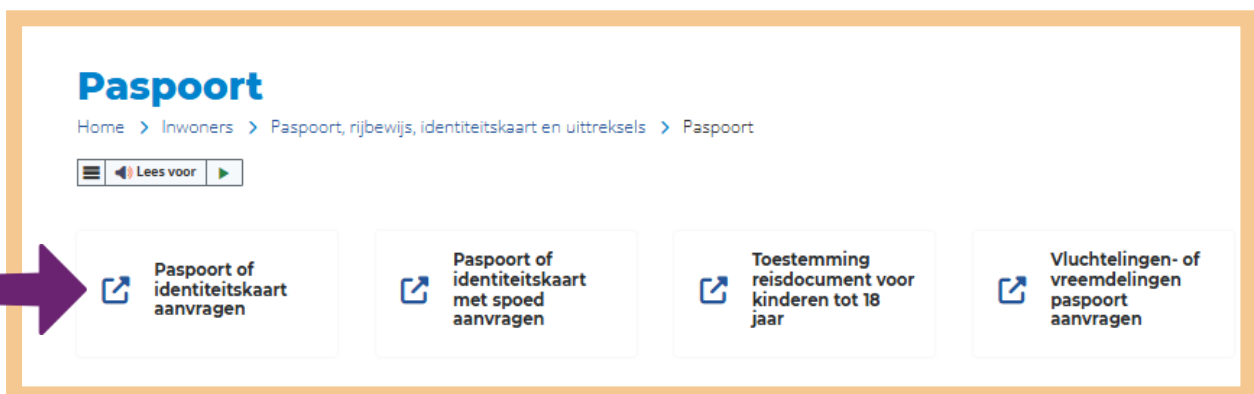 Paspoort
Home > Inwoners > Paspoort, rijbewijs, identiteitskaart en uittreksels > Paspoort
Lees voor
Paspoort of
identiteitskaart
aanvragen
Paspoort of
identiteitskaart
met spoed
aanvragen
Toestemming
reisdocument voor
kinderen tot 18
jaar
Vluchtelingen- of
vreemdelingen
paspoort
aanvragen